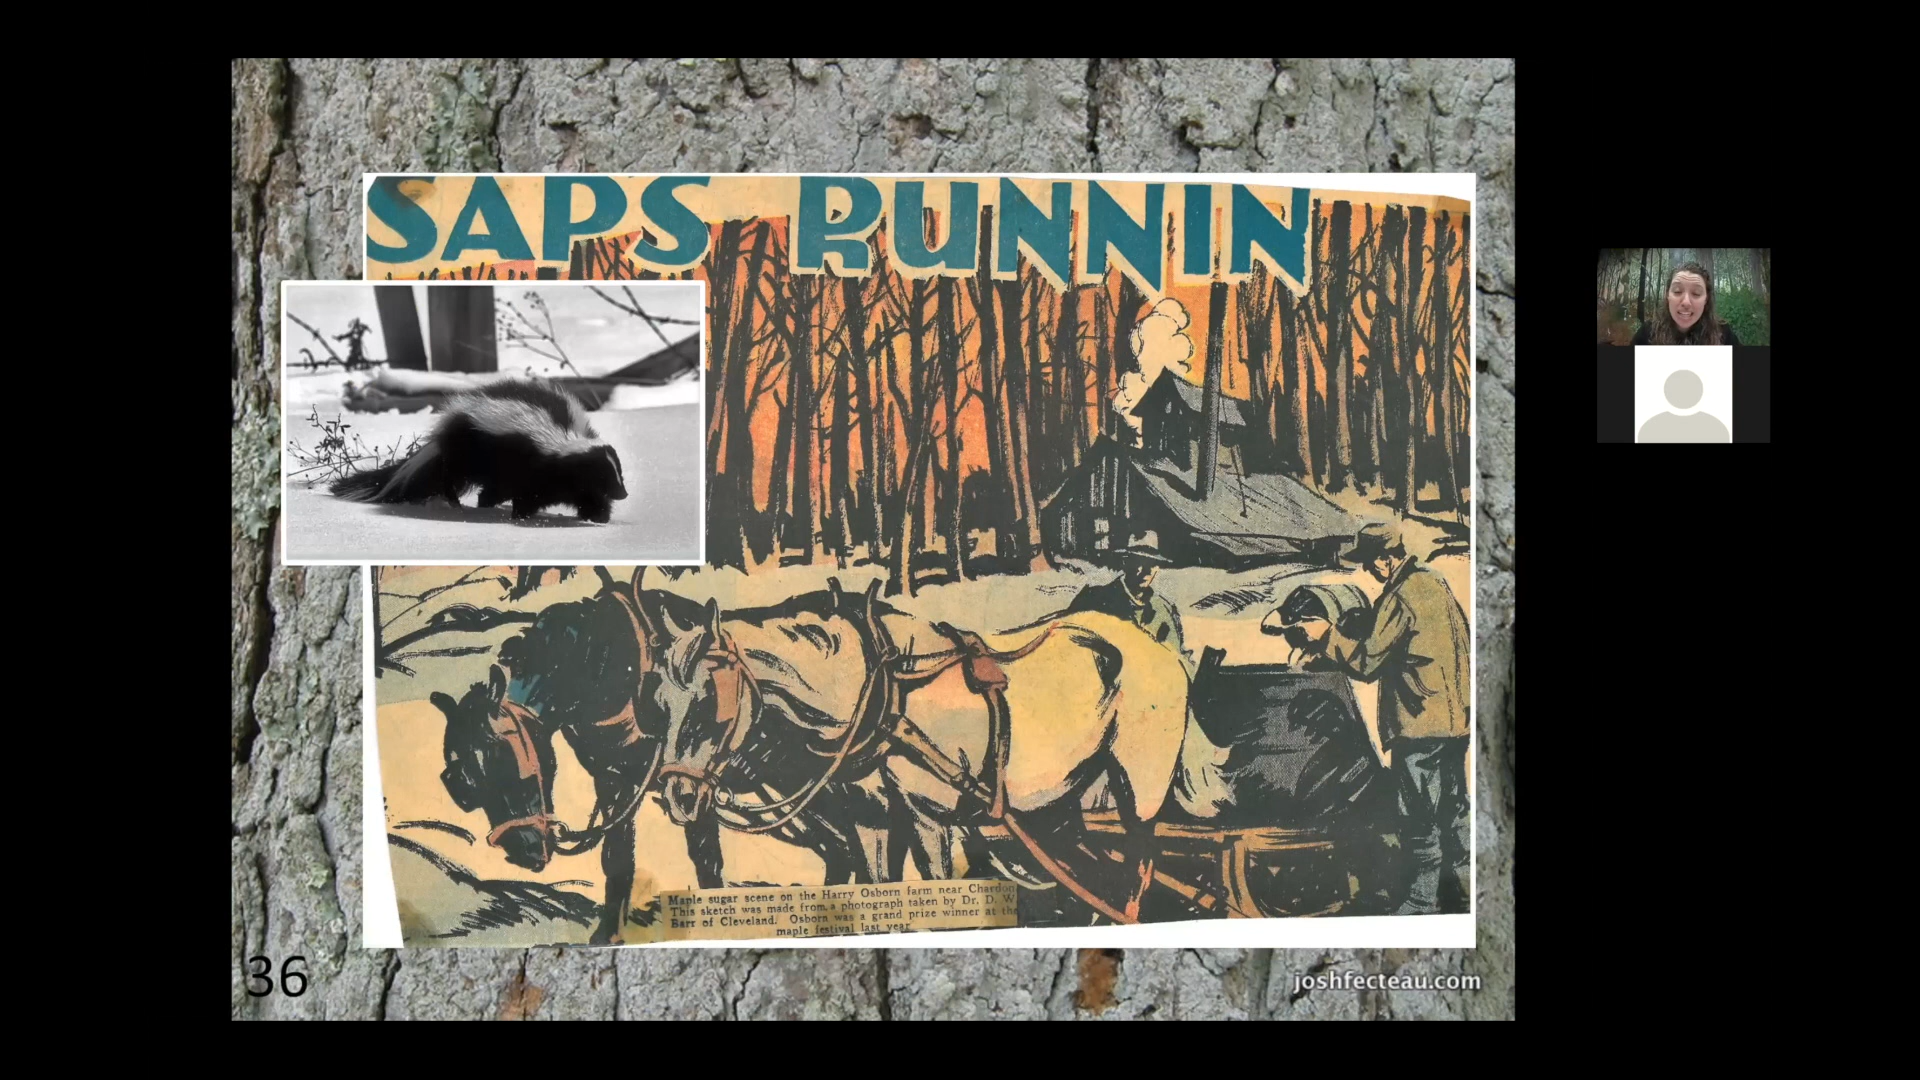 SAPS RUNNIN
Maple sugar scene on the Harry Osborn farm near Chardon
This sketch was made from a photograph taken by Dr. D. W
Barr of Cleveland. Osborn was a grand prize winner at the
maple festival last year
36
joshfecteau.com